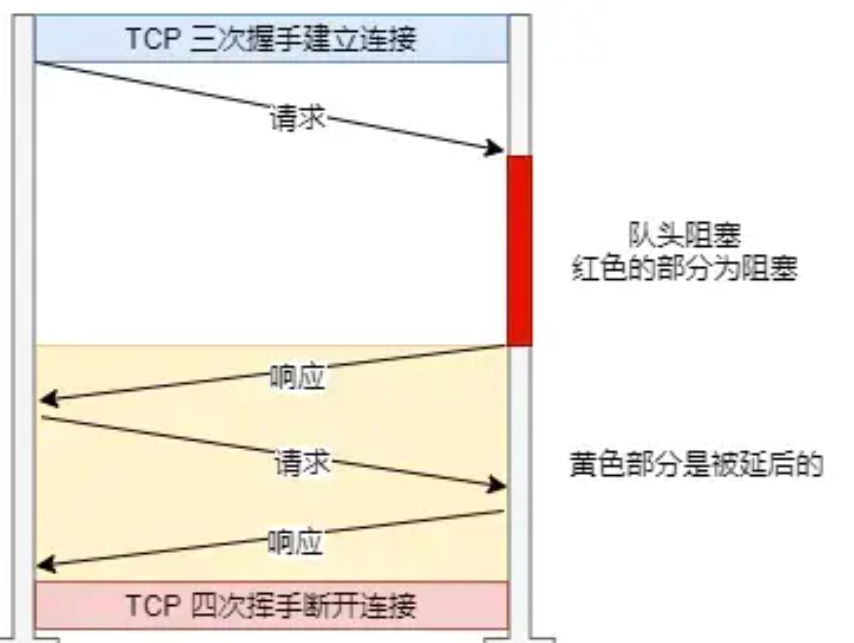 TCP 三次握手建立连接
请求
队头阻塞
红色的部分为阻塞
响应
请求
黄色部分是被延后的
响应
TCP 四次挥手断开连接